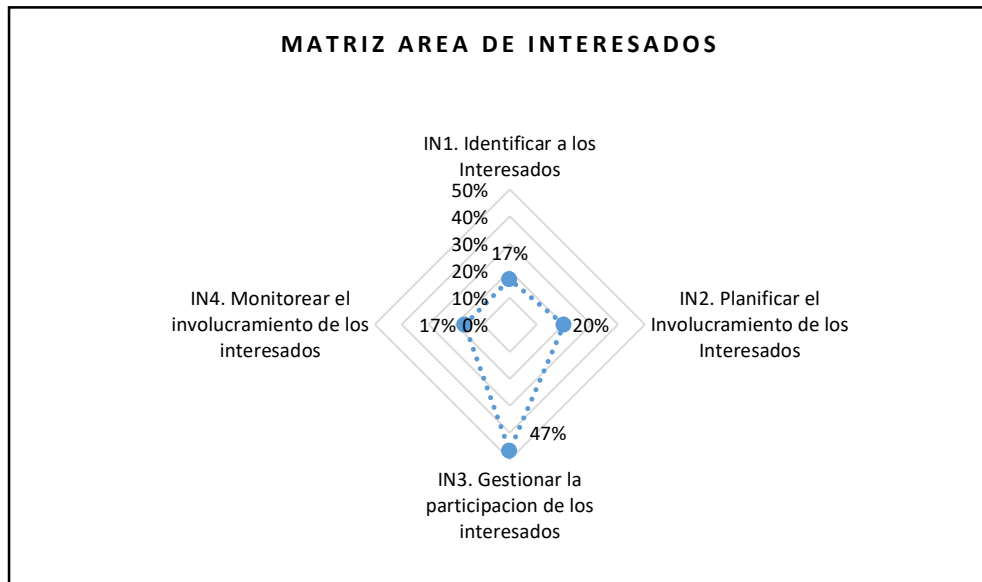 MATRIZ AREA DE INTERESADOS
IN1. Identificar a los
Interesados
50%
40%
30%
20%
10%
0%
17%
IN2. Planificar el
Involucramiento de los
Interesados
20%
47%
IN3. Gestionar la
participacion de los
interesados
IN4. Monitorear el
involucramiento de los
interesados
17%